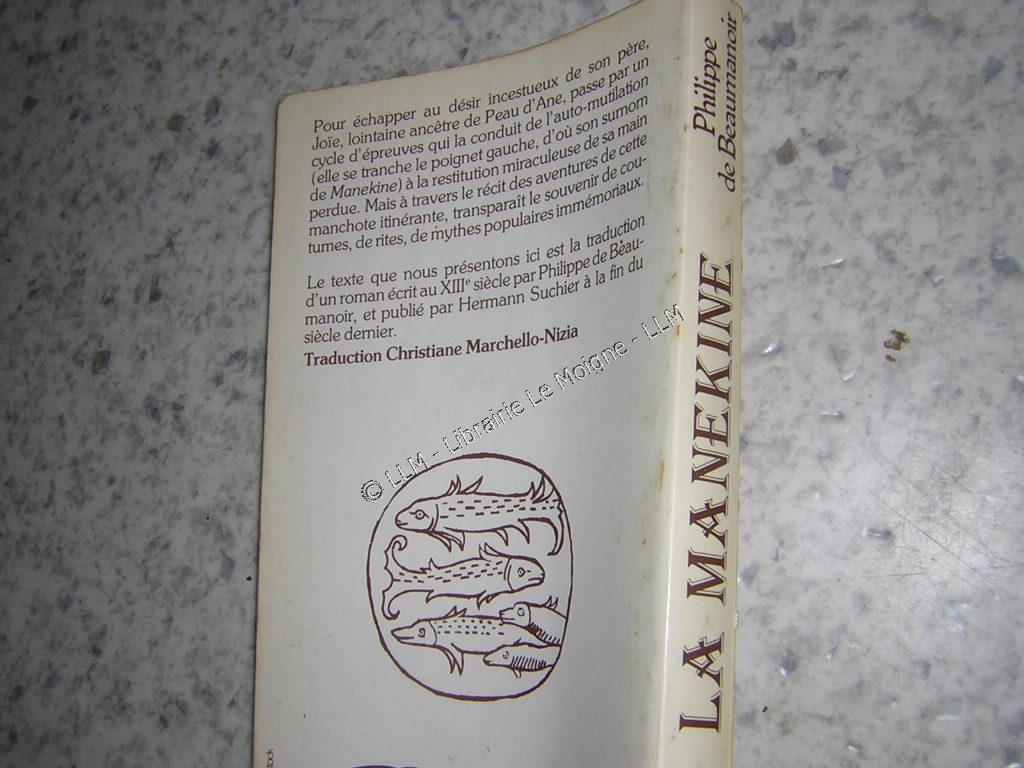 Pour échapper au désir incestueux de son père,
Joïe, lointaine ancêtre de Peau d'Ane, passe par un
cycle d'épreuves qui la conduit de l'auto-mutilation
(elle se tranche le poignet gauche, d'où son surnom
de Manekine) à la restitution miraculeuse de sa main
perdue. Mais à travers le récit des aventures de cette
manchote itinérante, transparaît le souvenir de cou-
tumes, de rites, de mythes populaires immémoriaux.
Le texte que nous présentons ici est la traduction
d'un roman écrit au XIIIe siècle par Philippe de Beau-
manoir, et publié par Hermann Suchier à la fin du
siècle dernier.
Traduction Christiane Marchello-Nizia
© LLM - Librairie Le Moigne - LLM
LA MANEKINE
Philippe
de Beaumanoir